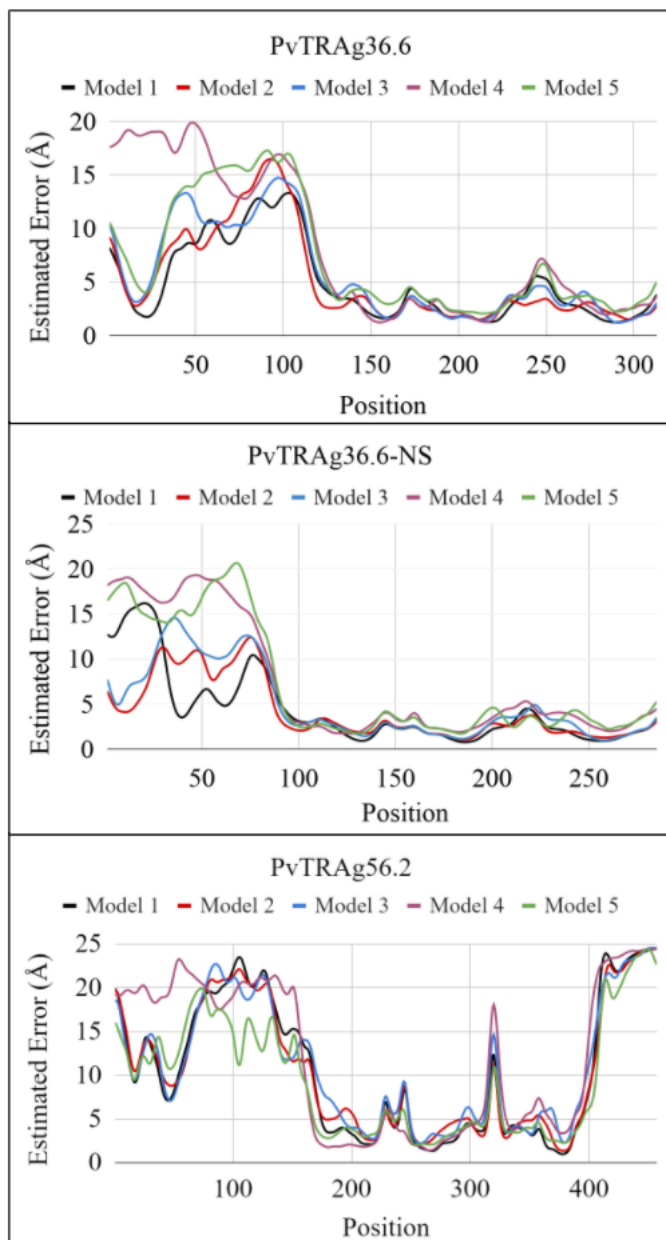 PvTRAg36.6
Model 1 Model 2 Model 3 Model 4 Model 5
20
15
10
5
0
Estimated Error (Å)
50 100 150 200 250 300
Position
PvTRAg36.6-NS
Model 1 Model 2 Model 3 Model 4 Model 5
25
20
15
10
5
0
Estimated Error (Å)
50 100 150 200 250
Position
PvTRAg56.2
Model 1 Model 2 Model 3 Model 4 Model 5
25
20
15
10
5
0
Estimated Error (Å)
100 200 300 400
Position